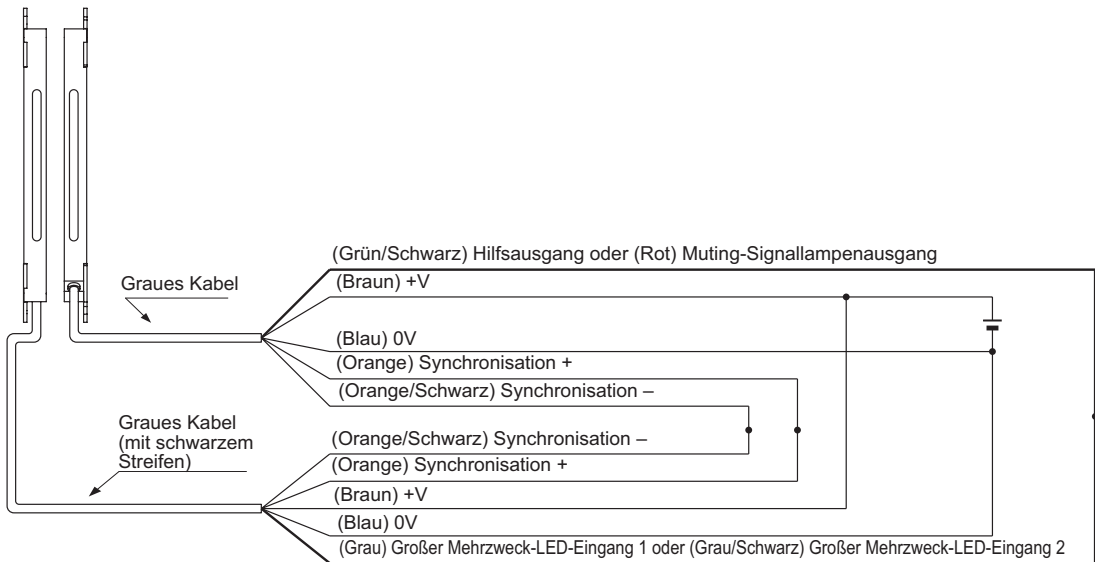 (Grün/Schwarz) Hilfsausgang oder (Rot) Muting-Signallampenausgang
Graues Kabel
(Braun) +V
(Blau) 0V
(Orange) Synchronisation +
(Orange/Schwarz) Synchronisation –
Graues Kabel
(mit schwarzem
Streifen)
(Orange/Schwarz) Synchronisation –
(Orange) Synchronisation +
(Braun) +V
(Blau) 0V
(Grau) Großer Mehrzweck-LED-Eingang 1 oder (Grau/Schwarz) Großer Mehrzweck-LED-Eingang 2